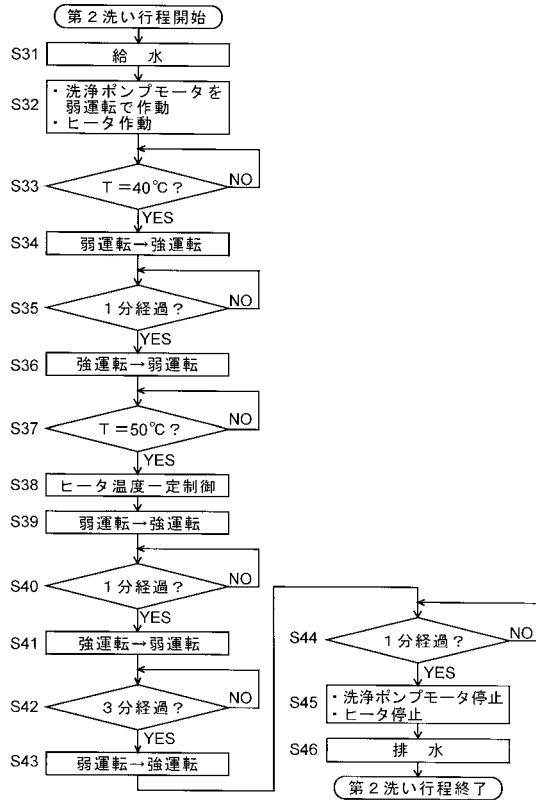 第２洗い行程開始
S31
給　水
S32
・洗浄ポンプモータを
弱運転で作動
・ヒータ作動
S33
T＝40℃？
NO
YES
S34
弱運転→強運転
S35
１分経過？
NO
YES
S36
強運転→弱運転
S37
T＝50℃？
NO
YES
S38
ヒータ温度一定制御
S39
弱運転→強運転
S40
１分経過？
NO
YES
S41
強運転→弱運転
S42
３分経過？
NO
YES
S43
弱運転→強運転
S44
１分経過？
NO
YES
S45
・洗浄ポンプモータ停止
・ヒータ停止
S46
排　水
第２洗い行程終了